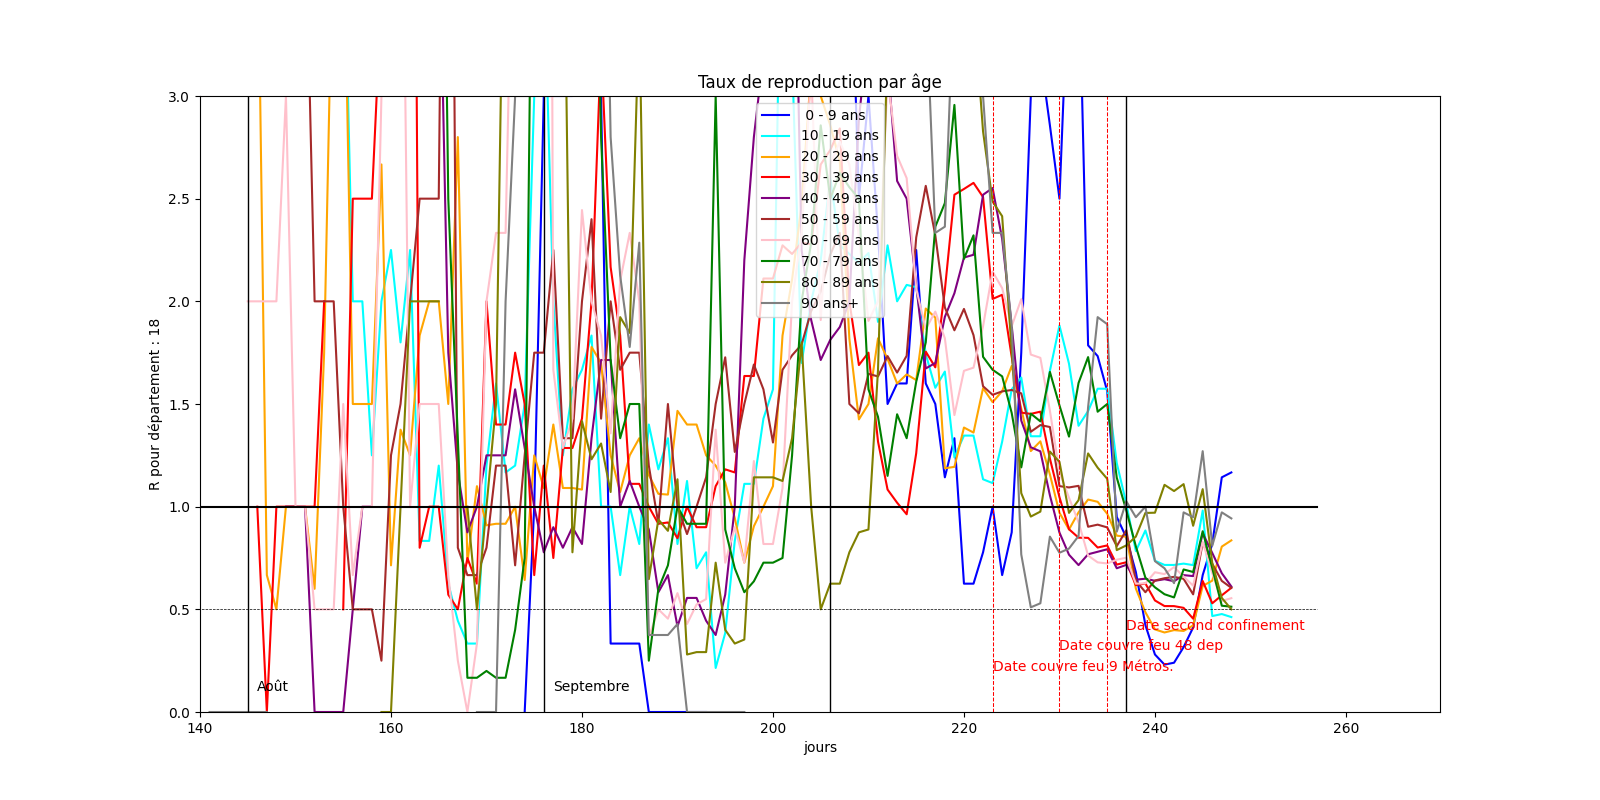 Taux de reproduction par âge
3.0
2.5
2.0
1.5
1.0
0.5
0.0
R pour département : 18
0 - 9 ans
10 - 19 ans
20 - 29 ans
30 - 39 ans
40 - 49 ans
50 - 59 ans
60 - 69 ans
70 - 79 ans
80 - 89 ans
90 ans+
Date second confinement
Date couvre feu 48 dep
Date couvre feu 9 Métros.
Août
Septembre
140
160
180
200
220
240
260
jours